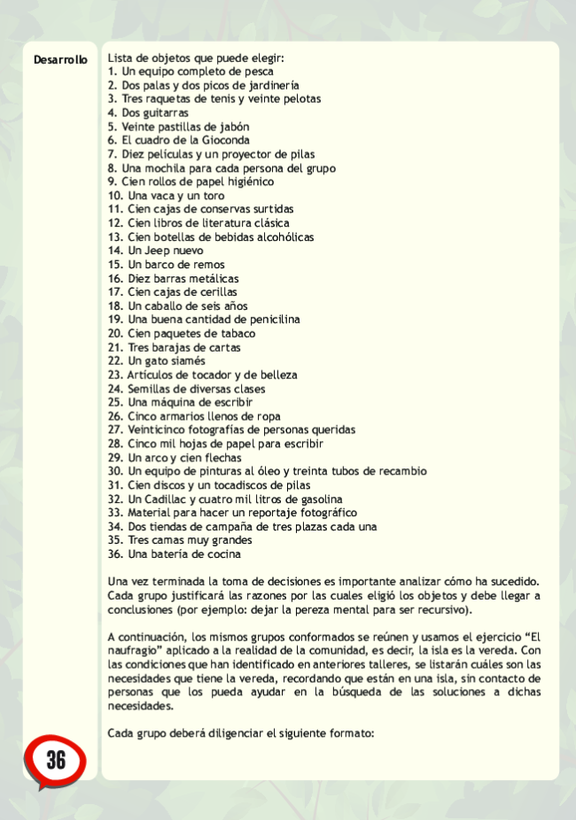 Desarrollo
Lista de objetos que puede elegir:
1. Un equipo completo de pesca
2. Dos palas y dos picos de jardinería
3. Tres raquetas de tenis y veinte pelotas
4. Dos guitarras
5. Veinte pastillas de jabón
6. El cuadro de la Gioconda
7. Diez películas y un proyector de pilas
8. Una mochila para cada persona del grupo
9. Cien rollos de papel higiénico
10. Una vaca y un toro
11. Cien cajas de conservas surtidas
12. Cien libros de literatura clásica
13. Cien botellas de bebidas alcohólicas
14. Un Jeep nuevo
15. Un barco de remos
16. Diez barras metálicas
17. Cien cajas de cerillas
18. Un caballo de seis años
19. Una buena cantidad de penicilina
20. Cien paquetes de tabaco
21. Tres barajas de cartas
22. Un gato siamés
23. Artículos de tocador y de belleza
24. Semillas de diversas clases
25. Una máquina de escribir
26. Cinco armarios llenos de ropa
27. Veinticinco fotografías de personas queridas
28. Cinco mil hojas de papel para escribir
29. Un arco y cien flechas
30. Un equipo de pinturas al óleo y treinta tubos de recambio
31. Cien discos y un tocadiscos de pilas
32. Un Cadillac y cuatro mil litros de gasolina
33. Material para hacer un reportaje fotográfico
34. Dos tiendas de campaña de tres plazas cada una
35. Tres camas muy grandes
36. Una batería de cocina
Una vez terminada la toma de decisiones es importante analizar cómo ha sucedido.
Cada grupo justificará las razones por las cuales eligió los objetos y debe llegar a
conclusiones (por ejemplo: dejar la pereza mental para ser recursivo).
A continuación, los mismos grupos conformados se reúnen y usamos el ejercicio “El
naufragio” aplicado a la realidad de la comunidad, es decir, la isla es la vereda. Con
las condiciones que han identificado en anteriores talleres, se listarán cuáles son las
necesidades que tiene la vereda, recordando que están en una isla, sin contacto de
personas que los pueda ayudar en la búsqueda de las soluciones a dichas
necesidades.
Cada grupo deberá diligenciar el siguiente formato:
36